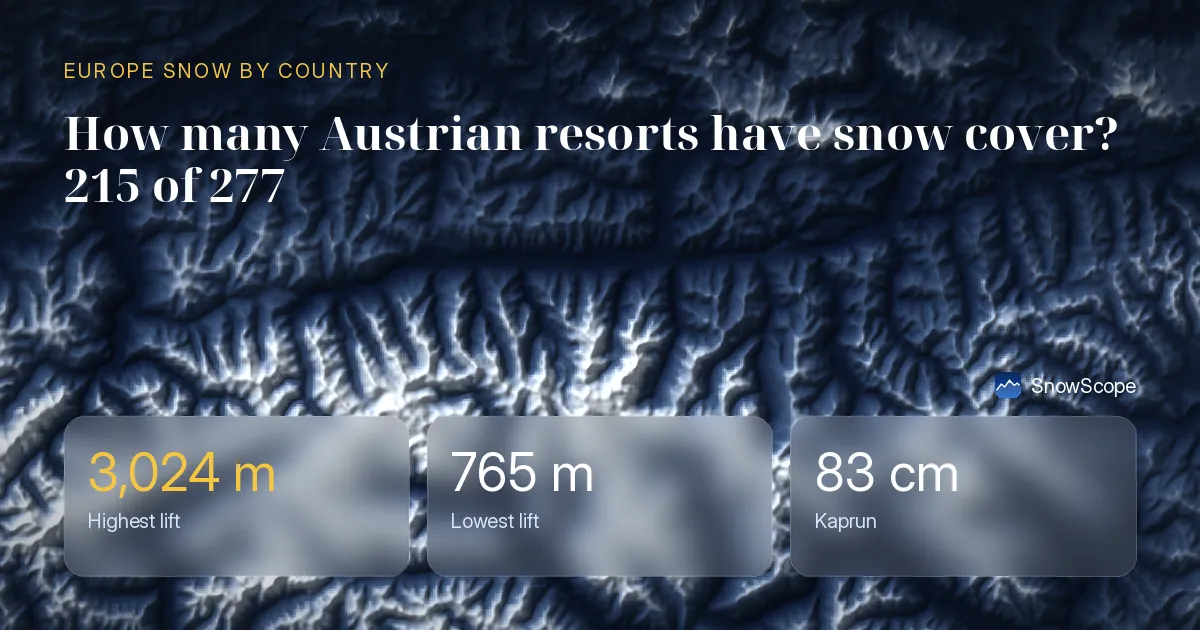 EUROPE SNOW BY COUNTRY
How many Austrian resorts have snow cover?
215 of 277
SnowScope
3,024 m
Highest lift
765 m
Lowest lift
83 cm
Kaprun